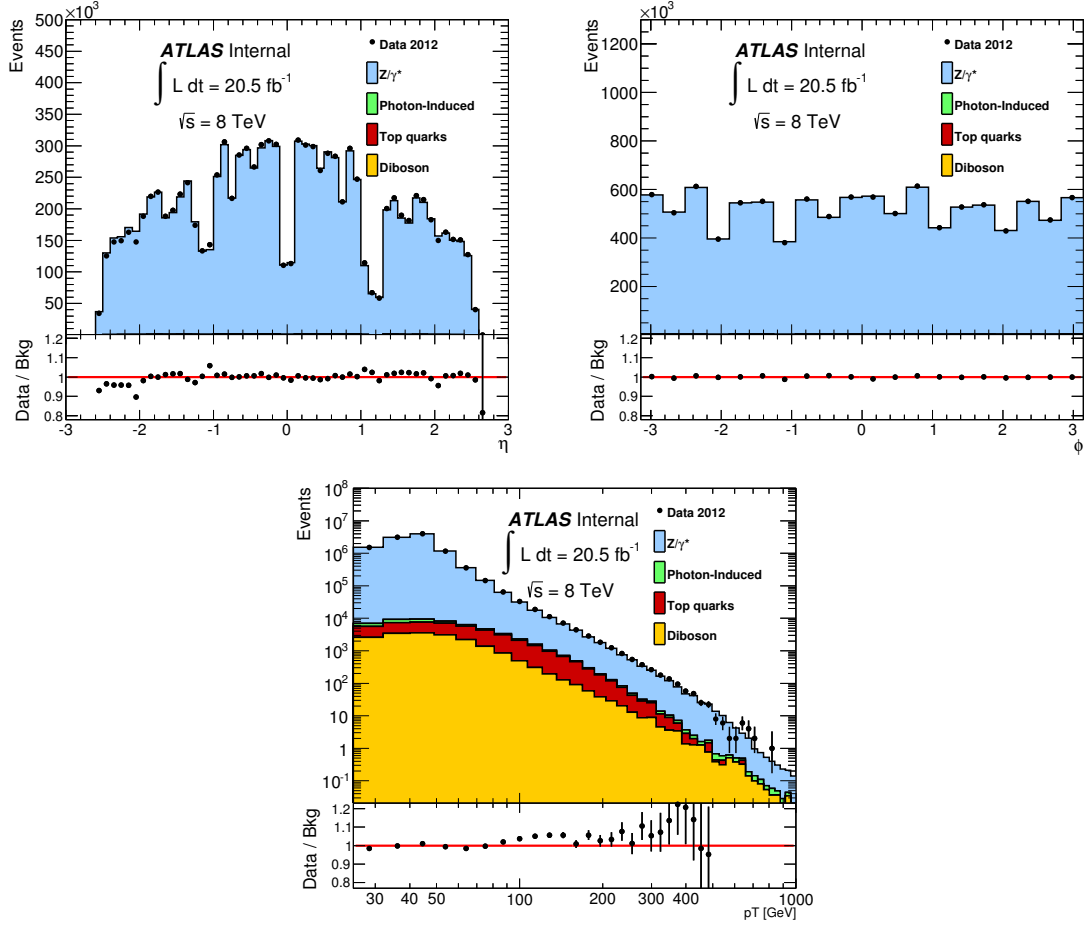 ×10³
500
450
400
350
300
250
200
150
100
50
Events
ATLAS Internal
∫ L dt = 20.5 fb⁻¹
√s = 8 TeV
Data 2012
Z/γ*
Photon-Induced
Top quarks
Diboson
1.2
1.1
1
0.9
0.8
Data / Bkg
-3 -2 -1 0 1 2 3
η
×10³
1200
1000
800
600
400
200
0
Events
ATLAS Internal
∫ L dt = 20.5 fb⁻¹
√s = 8 TeV
Data 2012
Z/γ*
Photon-Induced
Top quarks
Diboson
1.2
1.1
1
0.9
0.8
Data / Bkg
-3 -2 -1 0 1 2 3
ϕ
10⁸
10⁷
10⁶
10⁵
10⁴
10³
10²
10
1
10⁻¹
Events
ATLAS Internal
∫ L dt = 20.5 fb⁻¹
√s = 8 TeV
Data 2012
Z/γ*
Photon-Induced
Top quarks
Diboson
1.2
1.1
1
0.9
0.8
Data / Bkg
30 40 50 100 200 300 400 1000
pT [GeV]